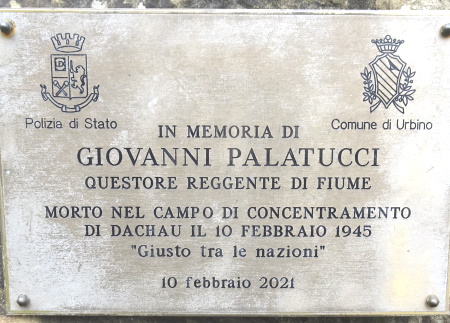 Polizia di Stato
Comune di Urbino
IN MEMORIA DI
GIOVANNI PALATUCCI
QUESTORE REGGENTE DI FIUME
MORTO NEL CAMPO DI CONCENTRAMENTO
DI DACHAU IL 10 FEBBRAIO 1945
"Giusto tra le nazioni"
10 febbraio 2021